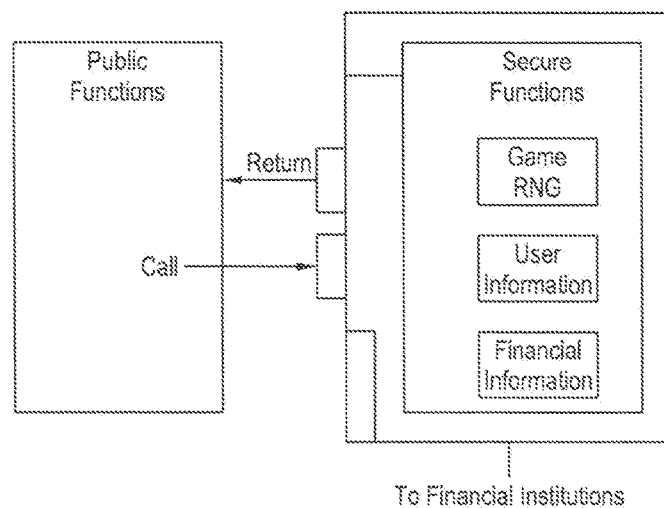 Public
Functions
Secure
Functions
Return
Game
RNG
Call
User
Information
Financial
Information
To Financial Institutions